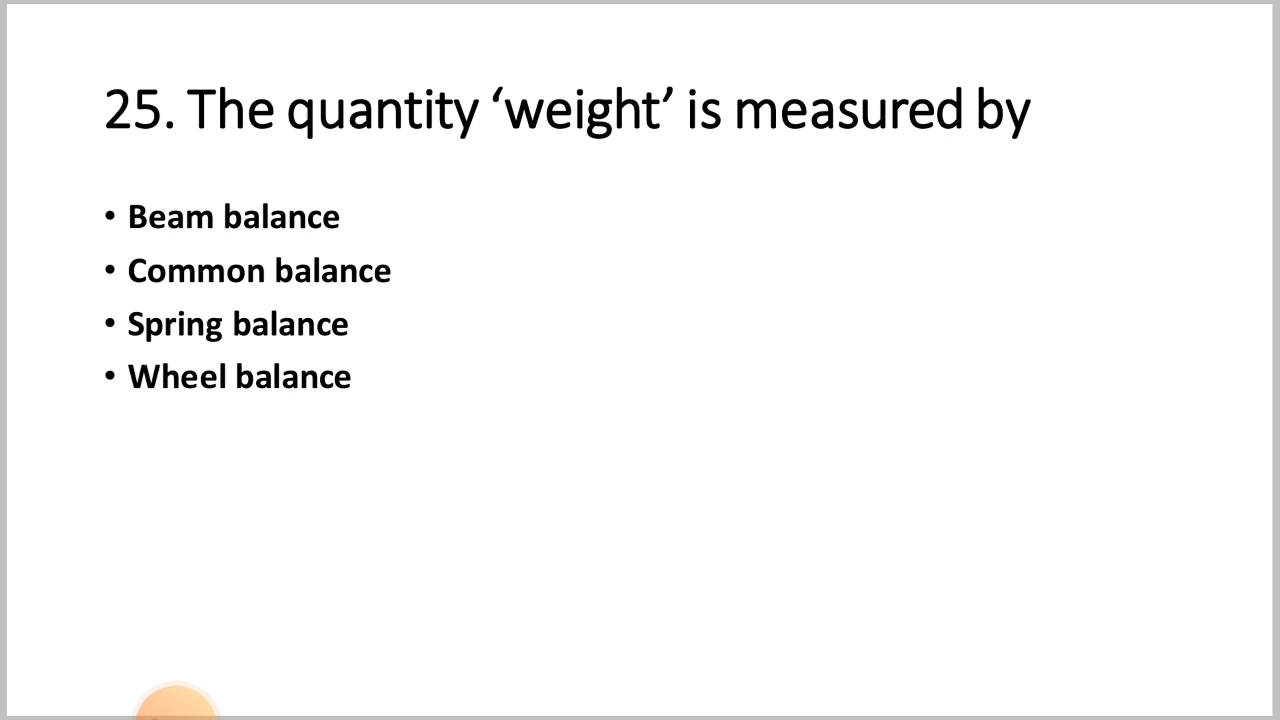 25. The quantity ‘weight’ is measured by
• Beam balance
• Common balance
• Spring balance
• Wheel balance